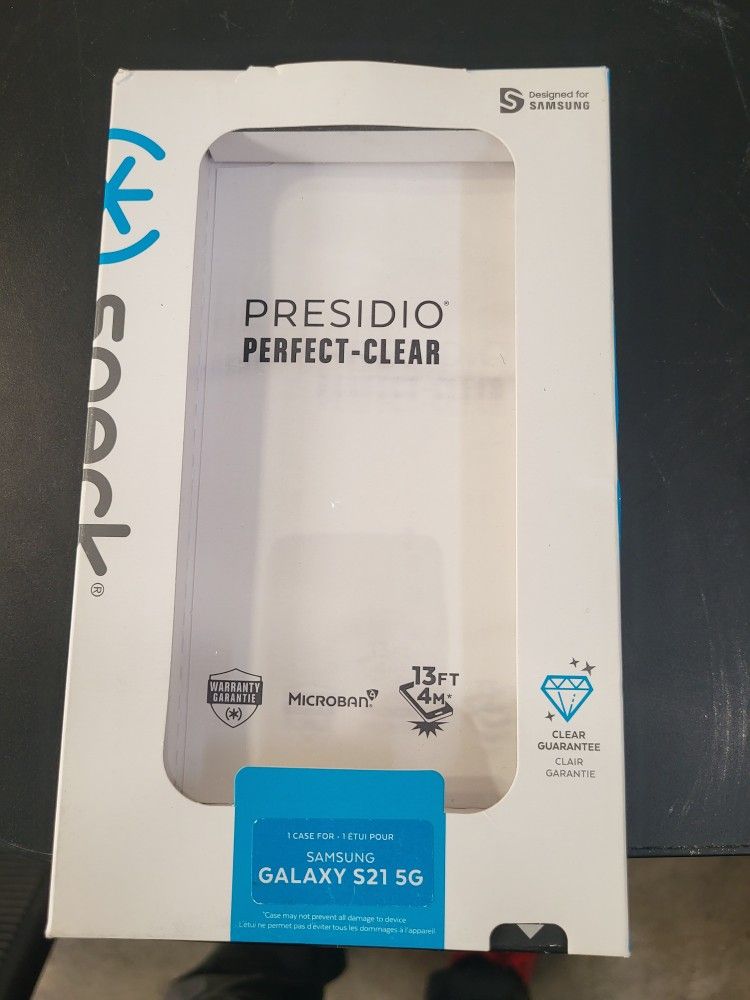 Designed for
SAMSUNG
speck®
PRESIDIO®
PERFECT-CLEAR
WARRANTY
GARANTIE
MICROBAN®
13FT
4M*
CLEAR
GUARANTEE
CLAIR
GARANTIE
1 CASE FOR · 1 ÉTUI POUR
SAMSUNG
GALAXY S21 5G
*Case may not prevent all damage to device
L'étui ne permet pas d'éviter tous les dommages à l'appareil